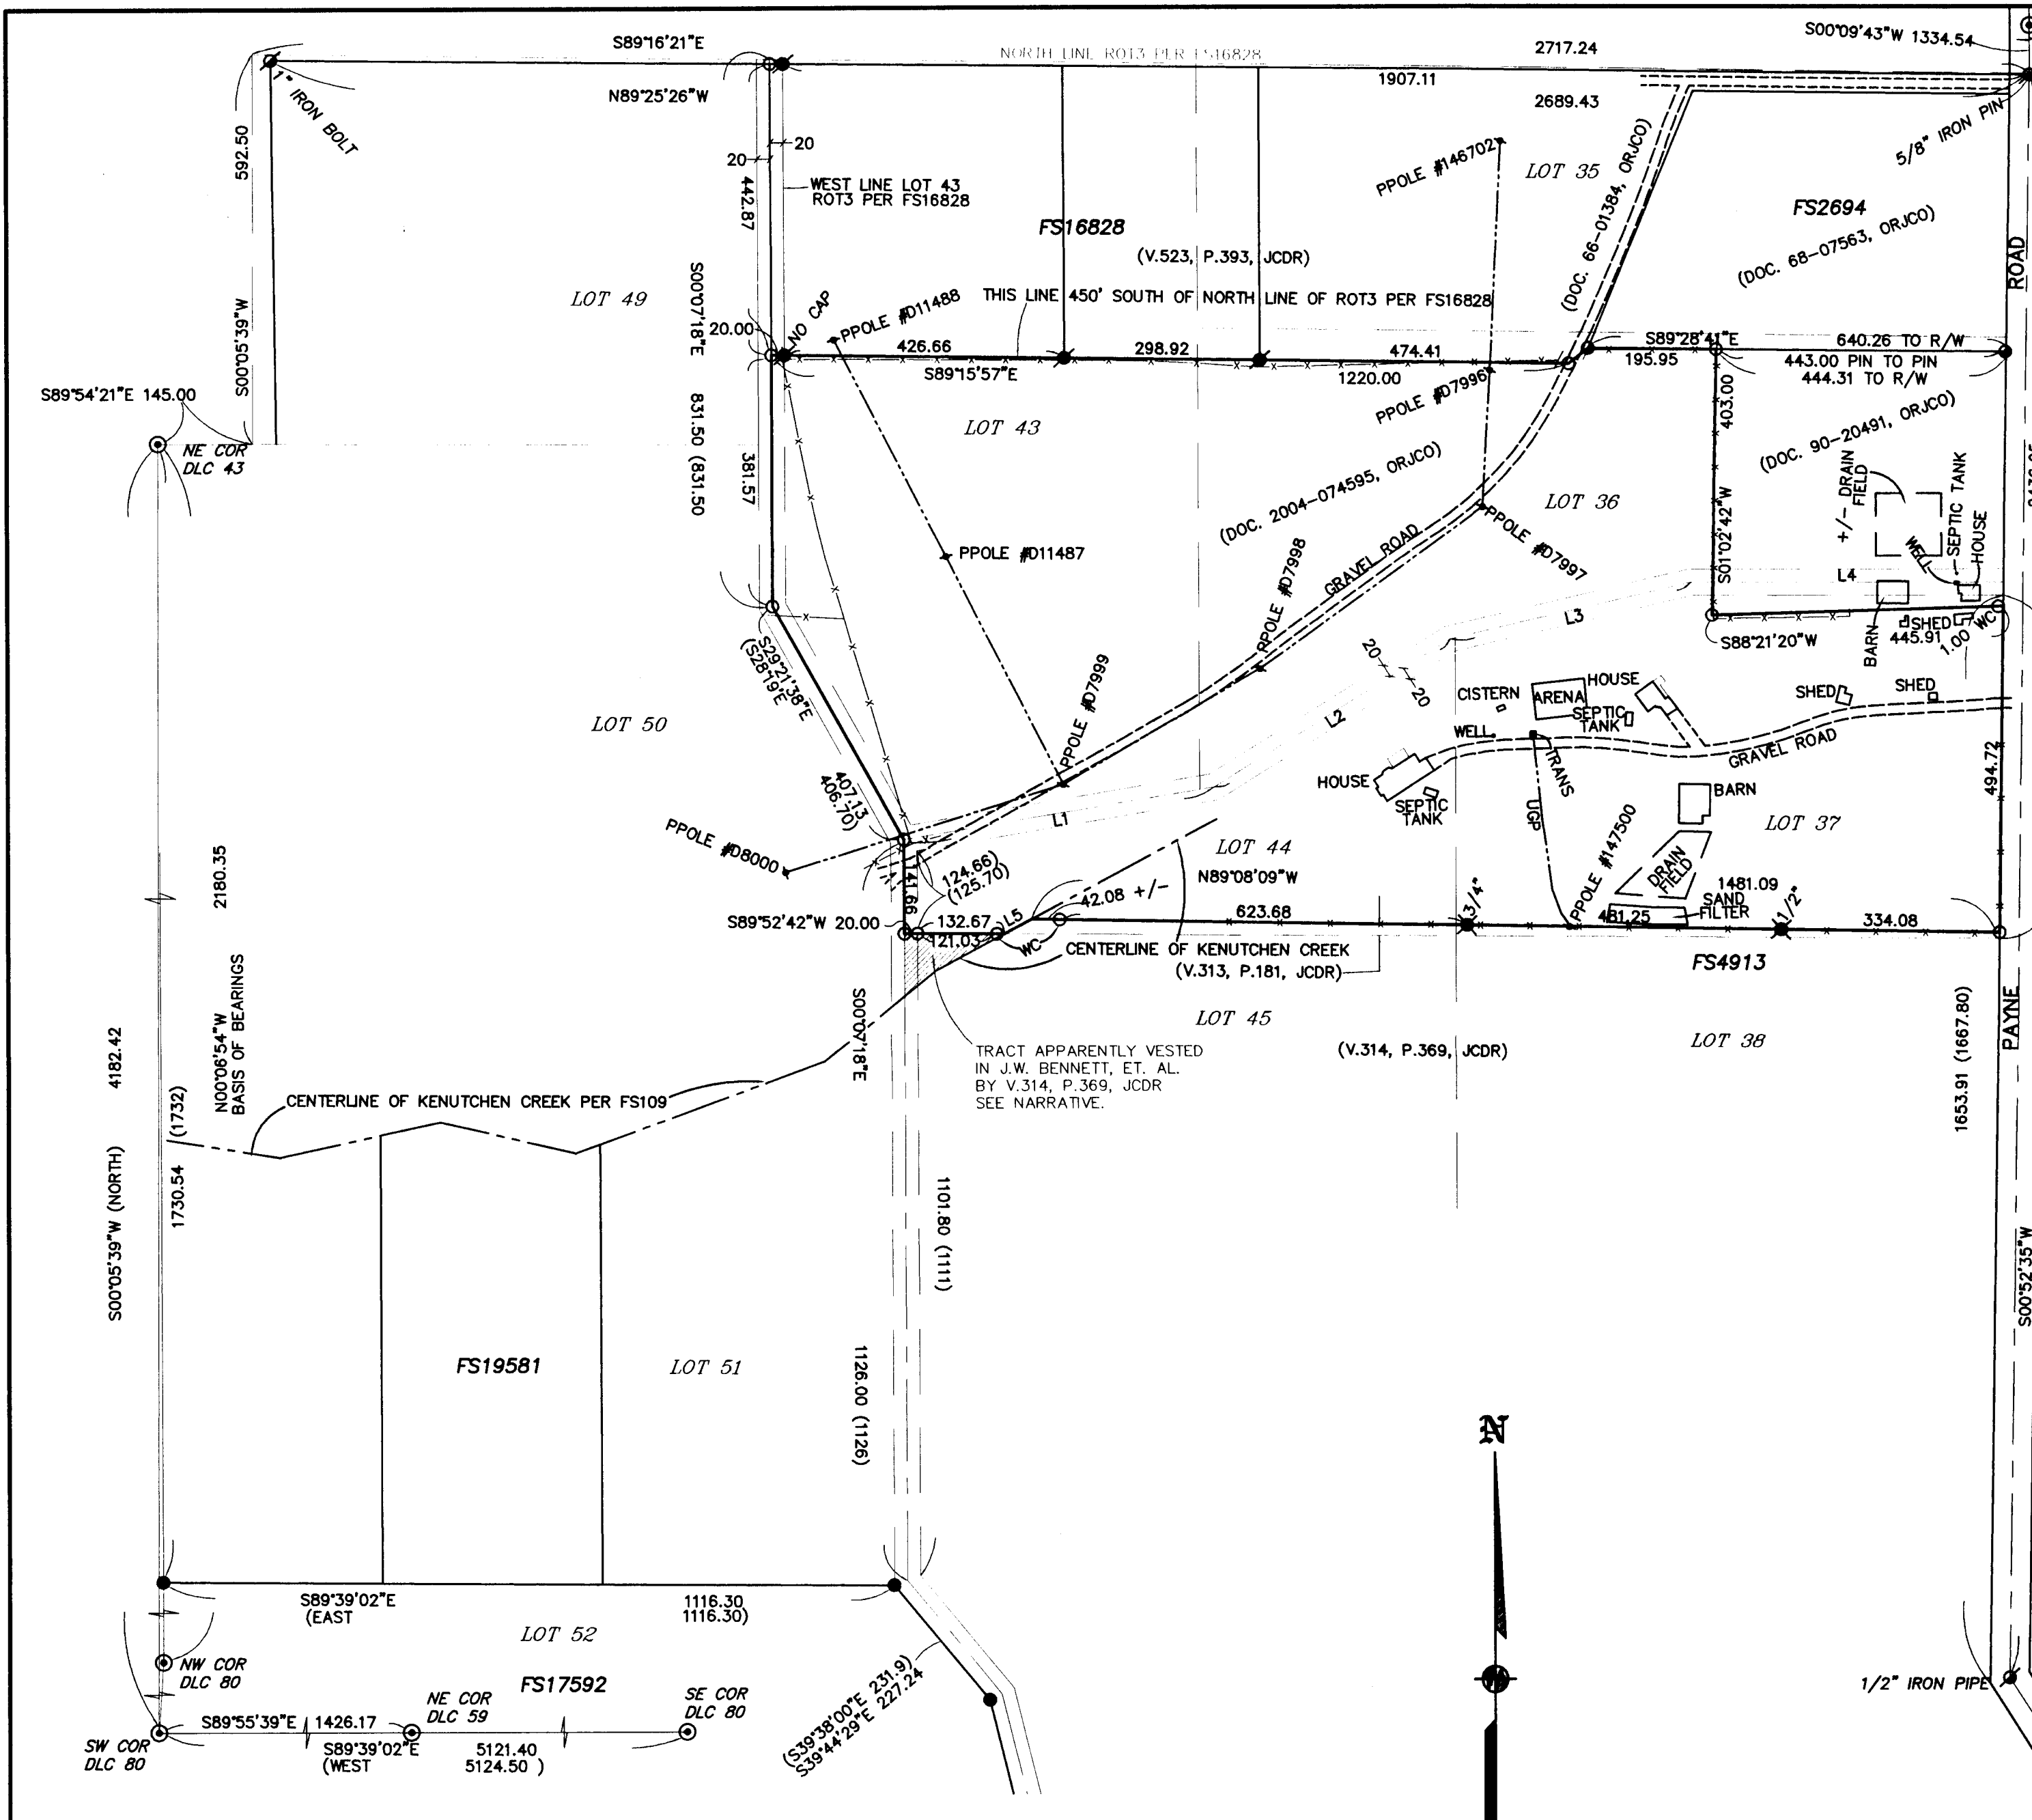 S89°16'21"E
NORTH LINE ROT3 PER FS16828
2717.24
S00°09'43"W 1334.54
1907.11
N89°25'26"W
2689.43
1" IRON BOLT
5/8" IRON PIN
592.50
20
20
442.87
WEST LINE LOT 43
ROT3 PER FS16828
PPOLE #146702
LOT 35
(DOC. 66-01384, ORJCO)
FS2694
(DOC. 68-07563, ORJCO)
ROAD
FS16828
(V.523, P.393, JCDR)
LOT 49
S00°07'18"E
THIS LINE 450' SOUTH OF NORTH LINE OF ROT3 PER FS16828
S00°05'39"W
NO CAP
PPOLE #D11488
20.00
426.66
298.92
474.41
S89°28'41"E
640.26 TO R/W
195.95
443.00 PIN TO PIN
444.31 TO R/W
S89°15'57"E
1220.00
PPOLE #D7996
S89°54'21"E 145.00
NE COR
DLC 43
831.50 (831.50
381.57
LOT 43
403.00
(DOC. 90-20491, ORJCO)
(DOC. 2004-074595, ORJCO)
LOT 36
S01°02'42"W
+/- DRAIN
FIELD
SEPTIC TANK
HOUSE
WELL
L4
PPOLE #D11487
GRAVEL ROAD
PPOLE #D7997
PPOLE #D7998
L3
BARN
SHED
445.91
1.00 WC
S88°21'20"W
S29°21'38"E
(S28°19'E
20
20
HOUSE
CISTERN
ARENA
SEPTIC
TANK
SHED
SHED
LOT 50
PPOLE #D7999
L2
WELL
TRANS
GRAVEL ROAD
494.72
407.13
406.70)
HOUSE
SEPTIC
TANK
UGP
BARN
L1
PPOLE #147500
LOT 37
PPOLE #D8000
LOT 44
DRAIN
FIELD
2180.35
124.66)
(125.70)
141.66
N89°08'09"W
42.08 +/-
1481.09
SAND
FILTER
S89°52'42"W 20.00
132.67
L5
623.68
3/4"
481.25
1/2"
334.08
121.03
WC
CENTERLINE OF KENUTCHEN CREEK
(V.313, P.181, JCDR)
FS4913
N00°06'54"W
BASIS OF BEARINGS
S00°07'18"E
LOT 45
PAYNE
4182.42
TRACT APPARENTLY VESTED
IN J.W. BENNETT, ET. AL.
BY V.314, P.369, JCDR
SEE NARRATIVE.
(V.314, P.369, JCDR)
LOT 38
1653.91 (1667.80)
CENTERLINE OF KENUTCHEN CREEK PER FS109
(1732)
1730.54
S00°05'39"W (NORTH)
1101.80 (1111)
S00°52'35"W
FS19581
LOT 51
1126.00 (1126)
N
S89°39'02"E
(EAST
1116.30
1116.30)
LOT 52
NW COR
DLC 80
FS17592
(S39°38'00"E 231.9)
S39°44'29"E 227.24
1/2" IRON PIPE
NE COR
DLC 59
SE COR
DLC 80
S89°55'39"E 1426.17
SW COR
DLC 80
S89°39'02"E 5121.40
(WEST 5124.50 )